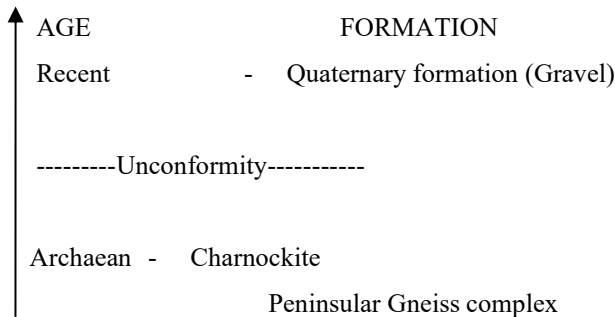 AGE FORMATION
Recent - Quaternary formation (Gravel)
---------Unconformity-----------
Archaean - Charnockite
Peninsular Gneiss complex